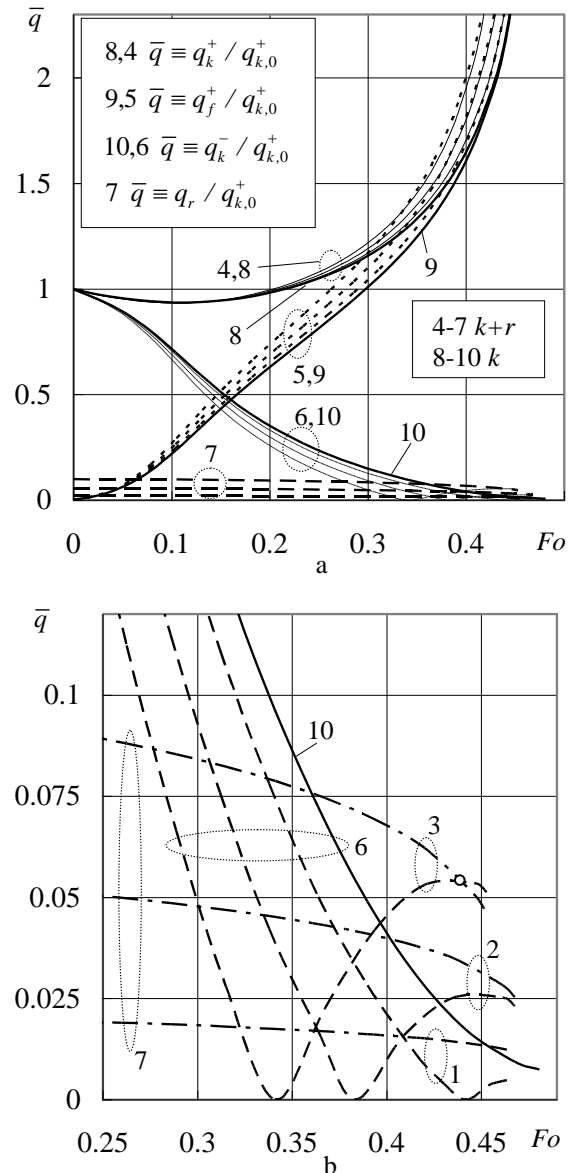 q̅
2
8,4 q̅ ≡ q_k^+ / q_{k,0}^+
9,5 q̅ ≡ q_f^+ / q_{k,0}^+
10,6 q̅ ≡ q_k^- / q_{k,0}^+
7 q̅ ≡ q_r / q_{k,0}^+
1.5
4,8
9
1
8
4-7 k+r
8-10 k
5,9
0.5
6,10
10
7
0
0 0.1 0.2 0.3 0.4 Fo
a
q̅
0.1
10
0.075
3
6
0.05
2
0.025
7
1
0
0.25 0.3 0.35 0.4 0.45 Fo
b